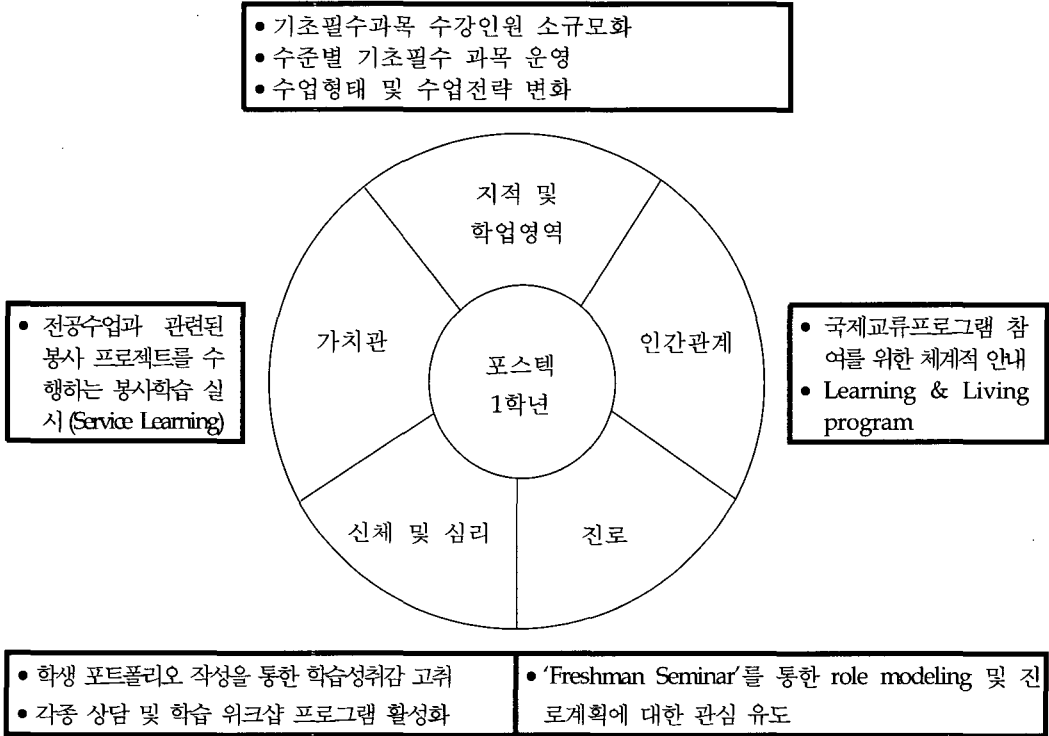 • 기초필수과목 수강인원 소규모화
• 수준별 기초필수 과목 운영
• 수업형태 및 수업전략 변화
지적 및
학업영역
가치관
인간관계
포스텍
1학년
신체 및 심리
진로
• 전공수업과 관련된
봉사 프로젝트를 수
행하는 봉사학습 실
시(Service Learning)
• 국제교류프로그램 참
여를 위한 체계적 안내
• Learning & Living
program
• 학생 포트폴리오 작성을 통한 학습성취감 고취
• 각종 상담 및 학습 위크샵 프로그램 활성화
• 'Freshman Seminar'를 통한 role modeling 및 진
로계획에 대한 관심 유도